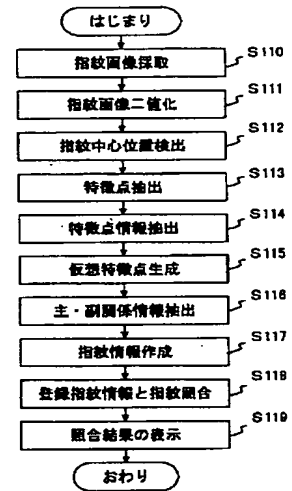 はじまり
指紋画像採取 S110
指紋画像二値化 S111
指紋中心位置検出 S112
特徴点抽出 S113
特徴点情報抽出 S114
仮想特徴点生成 S115
主・副関係情報抽出 S116
指紋情報作成 S117
登録指紋情報と指紋照合 S118
照合結果の表示 S119
おわり